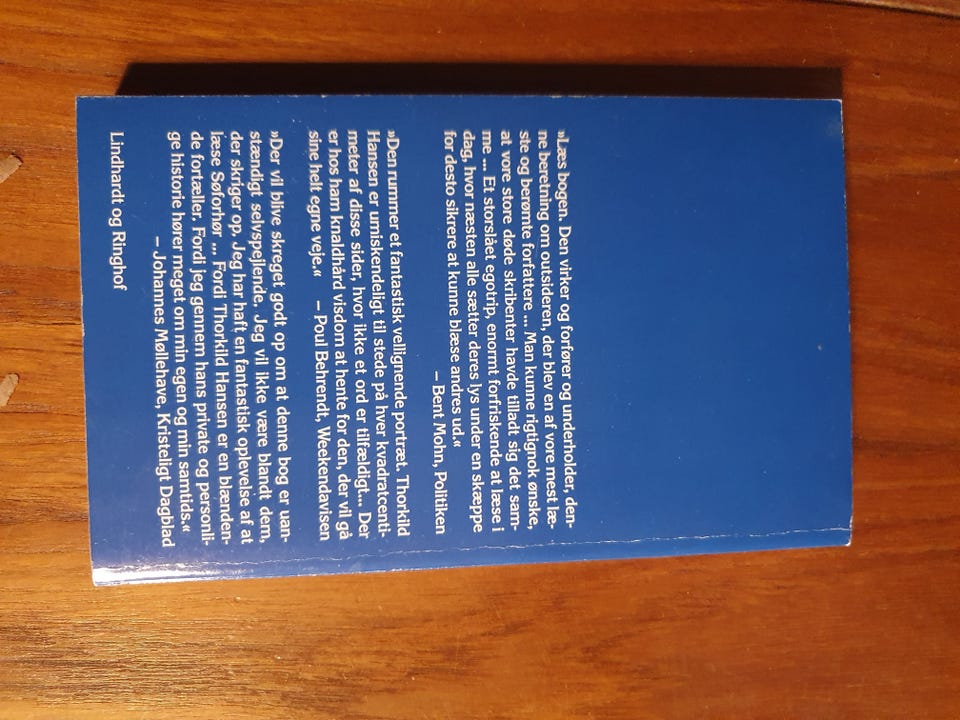 »Læs bogen. Den virker og forfører og underholder, den-
ne beretning om outsideren, der blev en af vore mest læ-
ste og berømte forfattere ... Man kunne rigtignok ønske,
at vore store døde skribenter havde tilladt sig det sam-
me ... Et storslået egotrip, enormt forfriskende at læse i
dag, hvor næsten alle sætter deres lys under en skæppe
for desto sikrere at kunne blæse andres ud.«
– Bent Mohn, Politiken
»Den rummer et fantastisk vellignende portræt. Thorkild
Hansen er umiskendeligt til stede på hver kvadratcenti-
meter af disse sider, hvor ikke et ord er tilfældigt... Der
er hos ham knaldhård visdom at hente for den, der vil gå
sine helt egne veje.« – Poul Behrendt, Weekendavisen
»Der vil blive skreget godt op om at denne bog er uan-
stændigt selvspejlende. Jeg vil ikke være blandt dem,
der skriger op. Jeg har haft en fantastisk oplevelse af at
læse Søforhør ... Fordi Thorkild Hansen er en blænden-
de fortæller. Fordi jeg gennem hans private og personli-
ge historie hører meget om min egen og min samtids.«
– Johannes Møllehave, Kristeligt Dagblad
Lindhardt og Ringhof